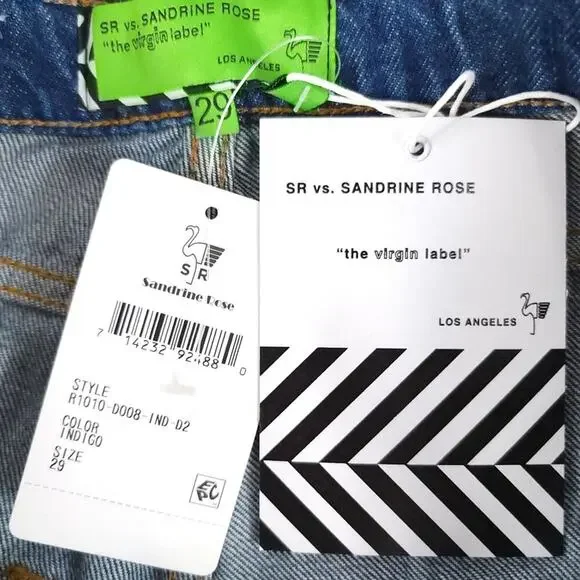 SR vs. SANDRINE ROSE
"the virgin label"
LOS ANGELES
29
SR vs. SANDRINE ROSE
"the virgin label"
LOS ANGELES
S R
Sandrine Rose
7 14232 92488 0
STYLE
R1010-D008-IND-D2
COLOR
INDIGO
SIZE
29
EPC